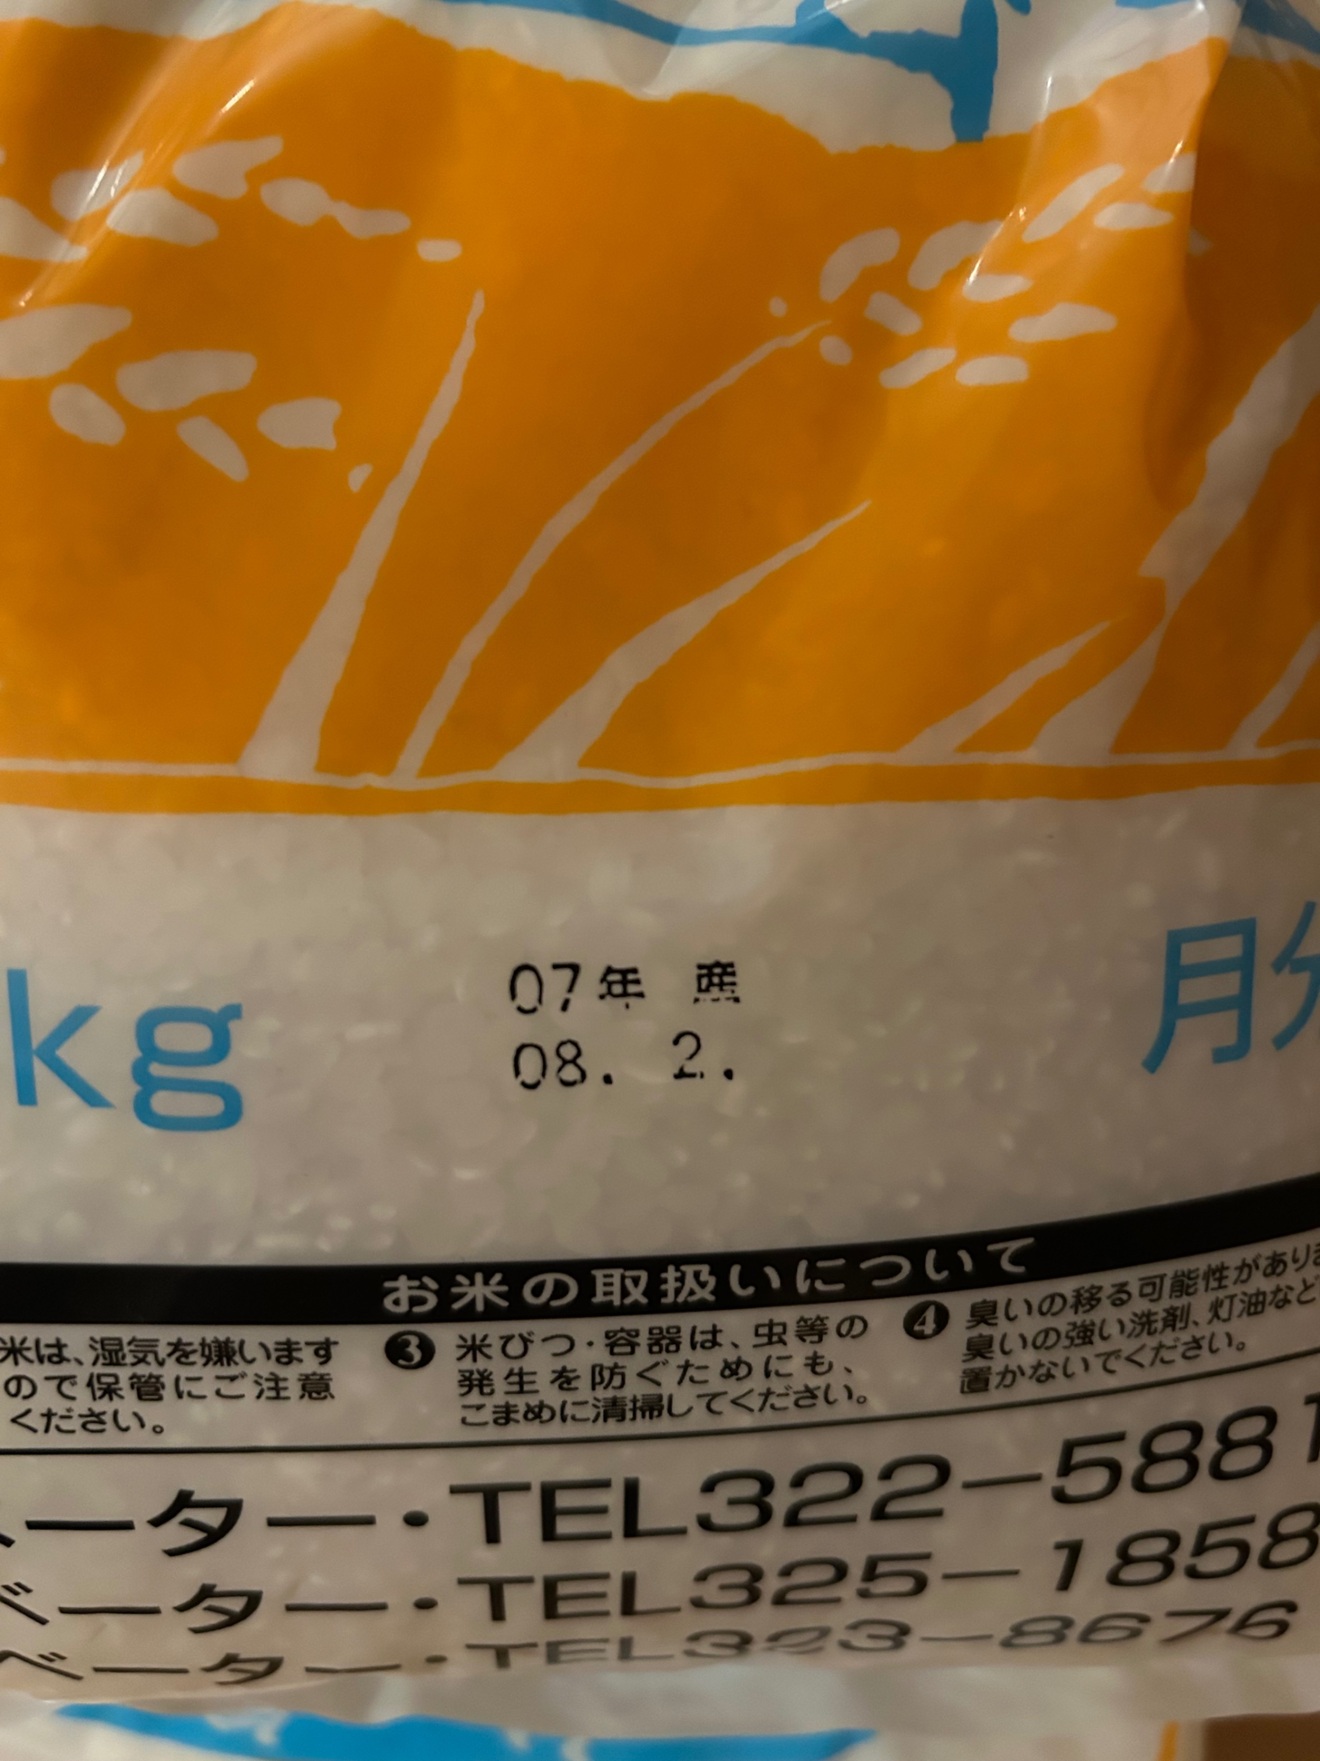 kg
07年 産
08. 2.
月分
お米の取扱いについて
米は、湿気を嫌います
ので保管にご注意
ください。
❸ 米びつ・容器は、虫等の
発生を防ぐためにも、
こまめに清掃してください。
❹ 臭いの移る可能性があり
臭いの強い洗剤、灯油など
置かないでください。
ベーター・TEL322-5881
ベーター・TEL325-1858
ベーター・TEL323-8676